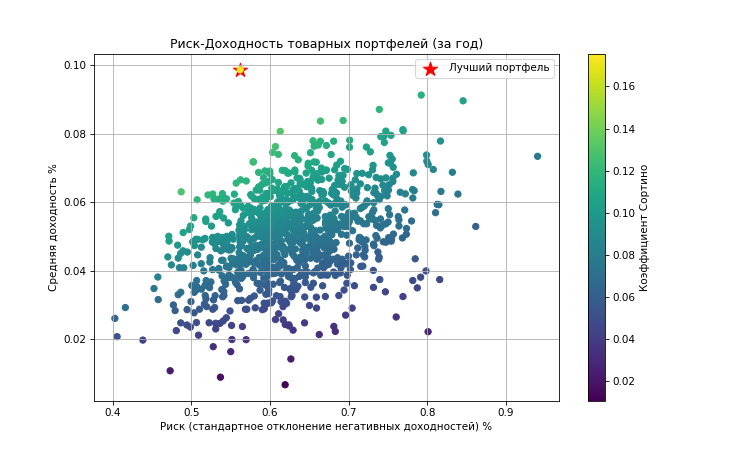 Риск-Доходность товарных портфелей (за год)
Лучший портфель
0.10
0.08
0.06
0.04
0.02
Средняя доходность %
0.4 0.5 0.6 0.7 0.8 0.9
Риск (стандартное отклонение негативных доходностей) %
0.16
0.14
0.12
0.10
0.08
0.06
0.04
0.02
Коэффициент Сортино